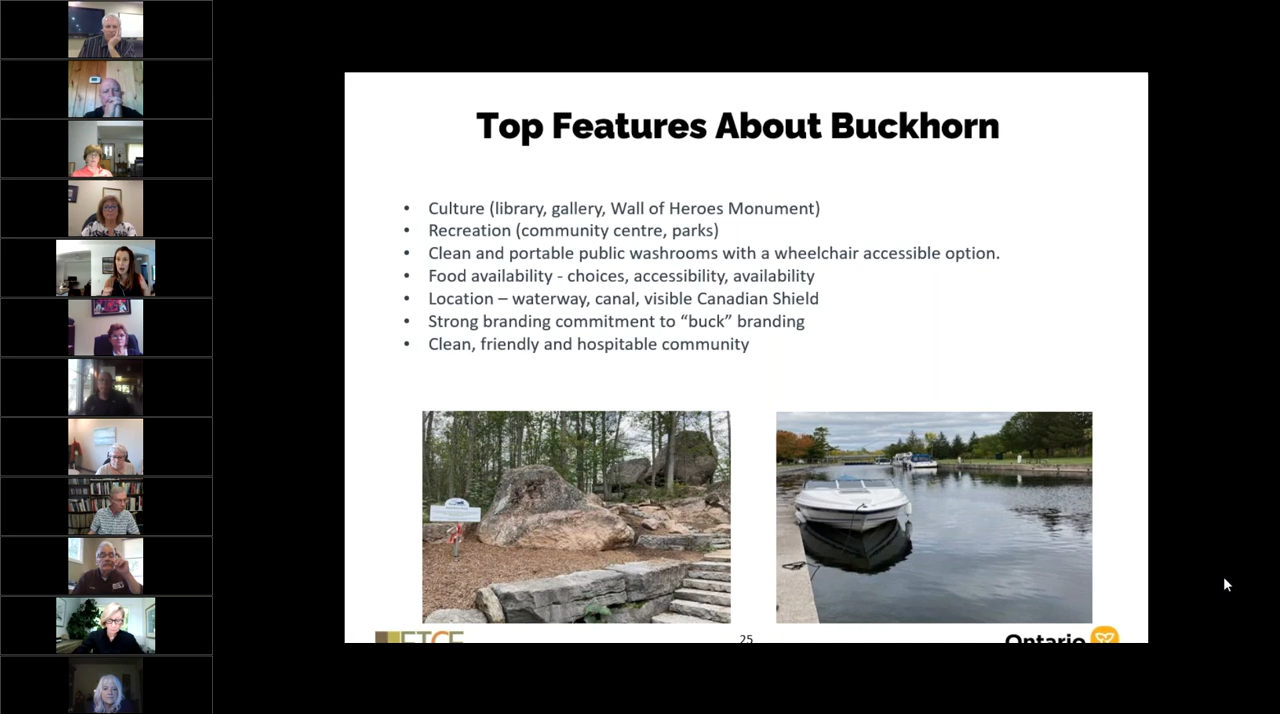 Top Features About Buckhorn
• Culture (library, gallery, Wall of Heroes Monument)
• Recreation (community centre, parks)
• Clean and portable public washrooms with a wheelchair accessible option.
• Food availability - choices, accessibility, availability
• Location – waterway, canal, visible Canadian Shield
• Strong branding commitment to “buck” branding
• Clean, friendly and hospitable community
25
Ontario